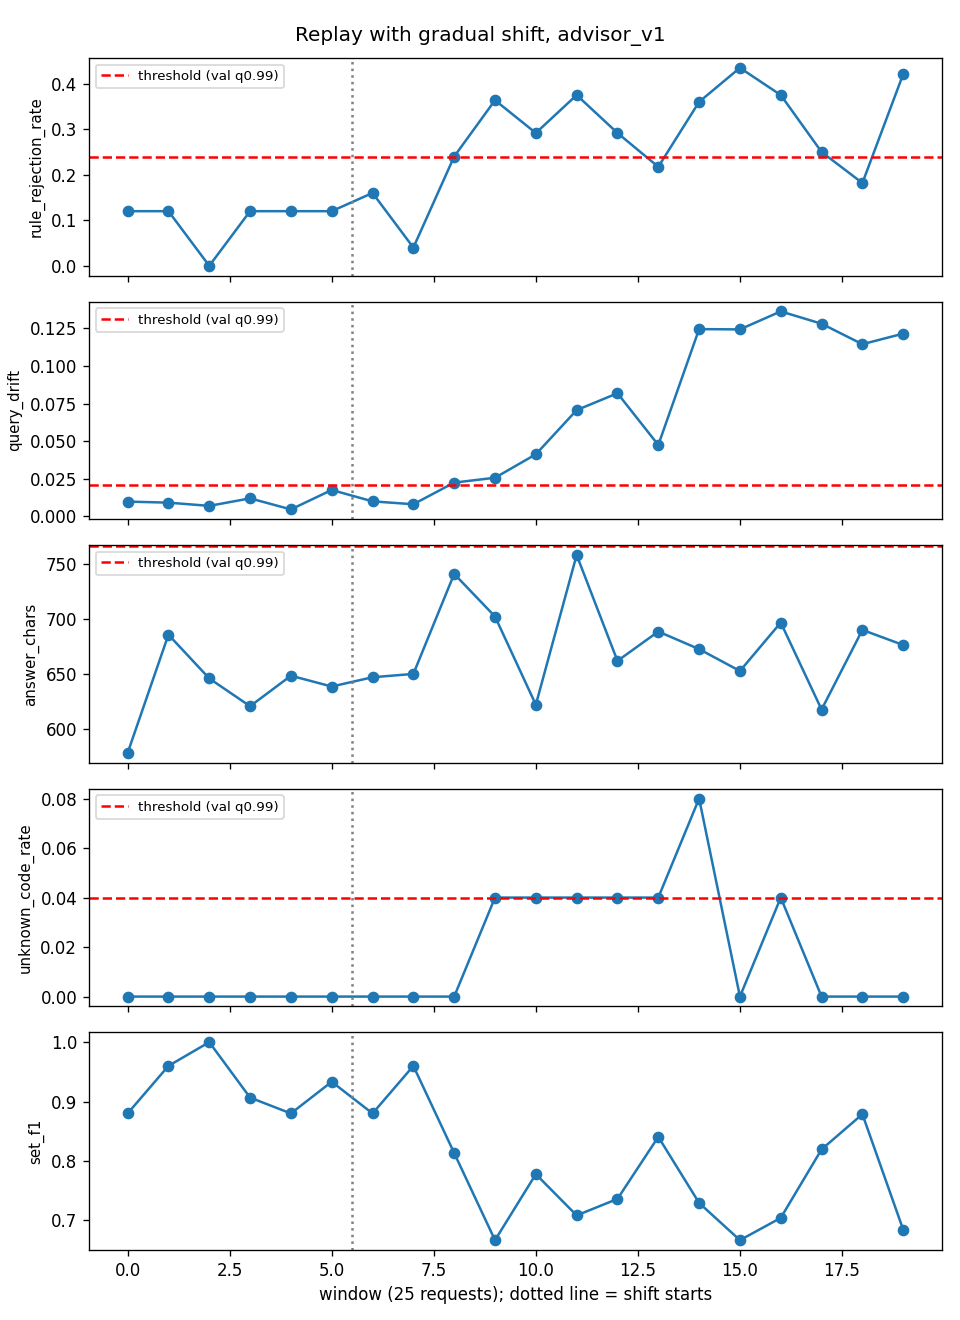 Replay with gradual shift, advisor_v1
threshold (val q0.99)
rule_rejection_rate
0.4
0.3
0.2
0.1
0.0
threshold (val q0.99)
query_drift
0.125
0.100
0.075
0.050
0.025
0.000
threshold (val q0.99)
answer_chars
750
700
650
600
threshold (val q0.99)
unknown_code_rate
0.08
0.06
0.04
0.02
0.00
set_f1
1.0
0.9
0.8
0.7
0.0 2.5 5.0 7.5 10.0 12.5 15.0 17.5
window (25 requests); dotted line = shift starts